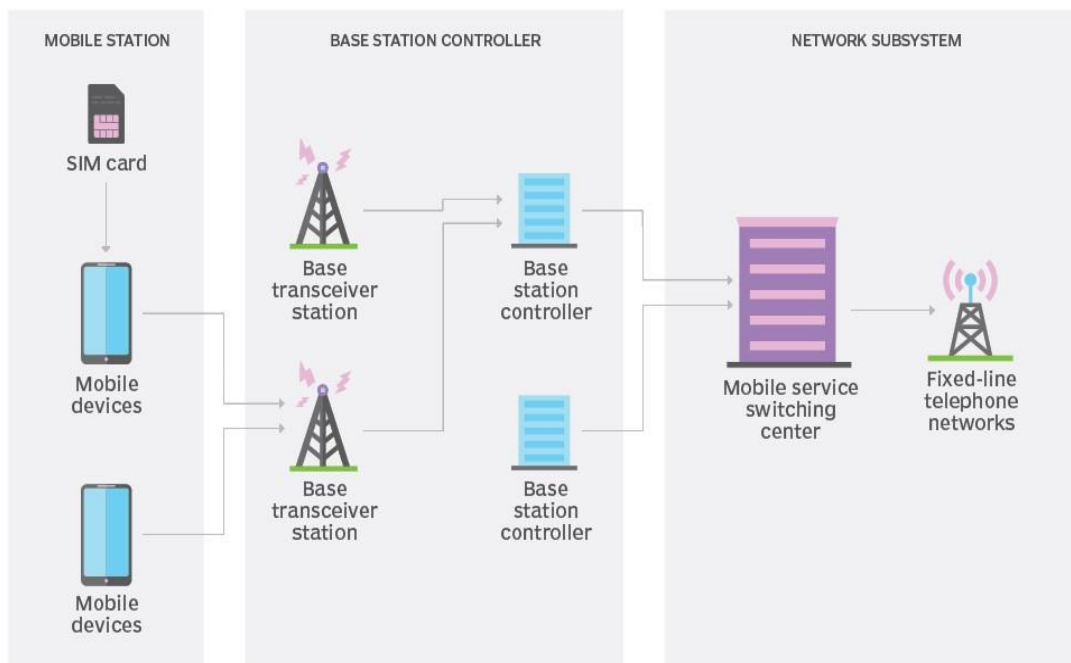 MOBILE STATION
BASE STATION CONTROLLER
NETWORK SUBSYSTEM
SIM card
Mobile
devices
Mobile
devices
Base
transceiver
station
Base
station
controller
Base
transceiver
station
Base
station
controller
Mobile service
switching
center
Fixed-line
telephone
networks